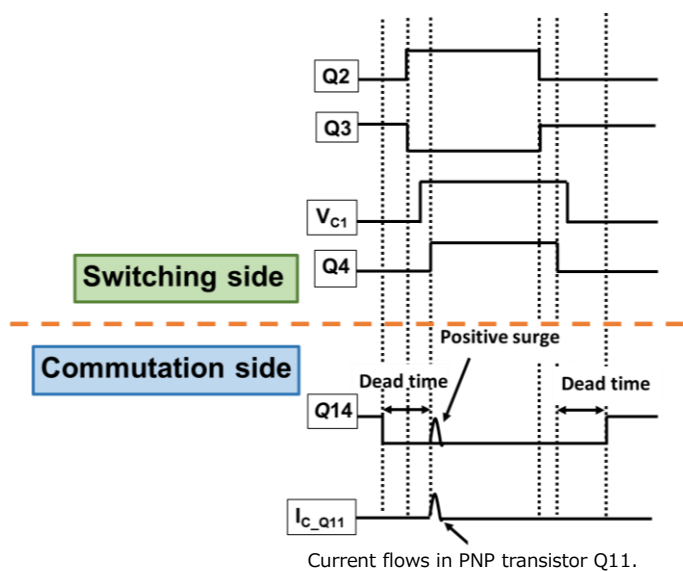 Q2
Q3
VC1
Q4
Switching side
Positive surge
Commutation side
Dead time
Dead time
Q14
IC_Q11
Current flows in PNP transistor Q11.